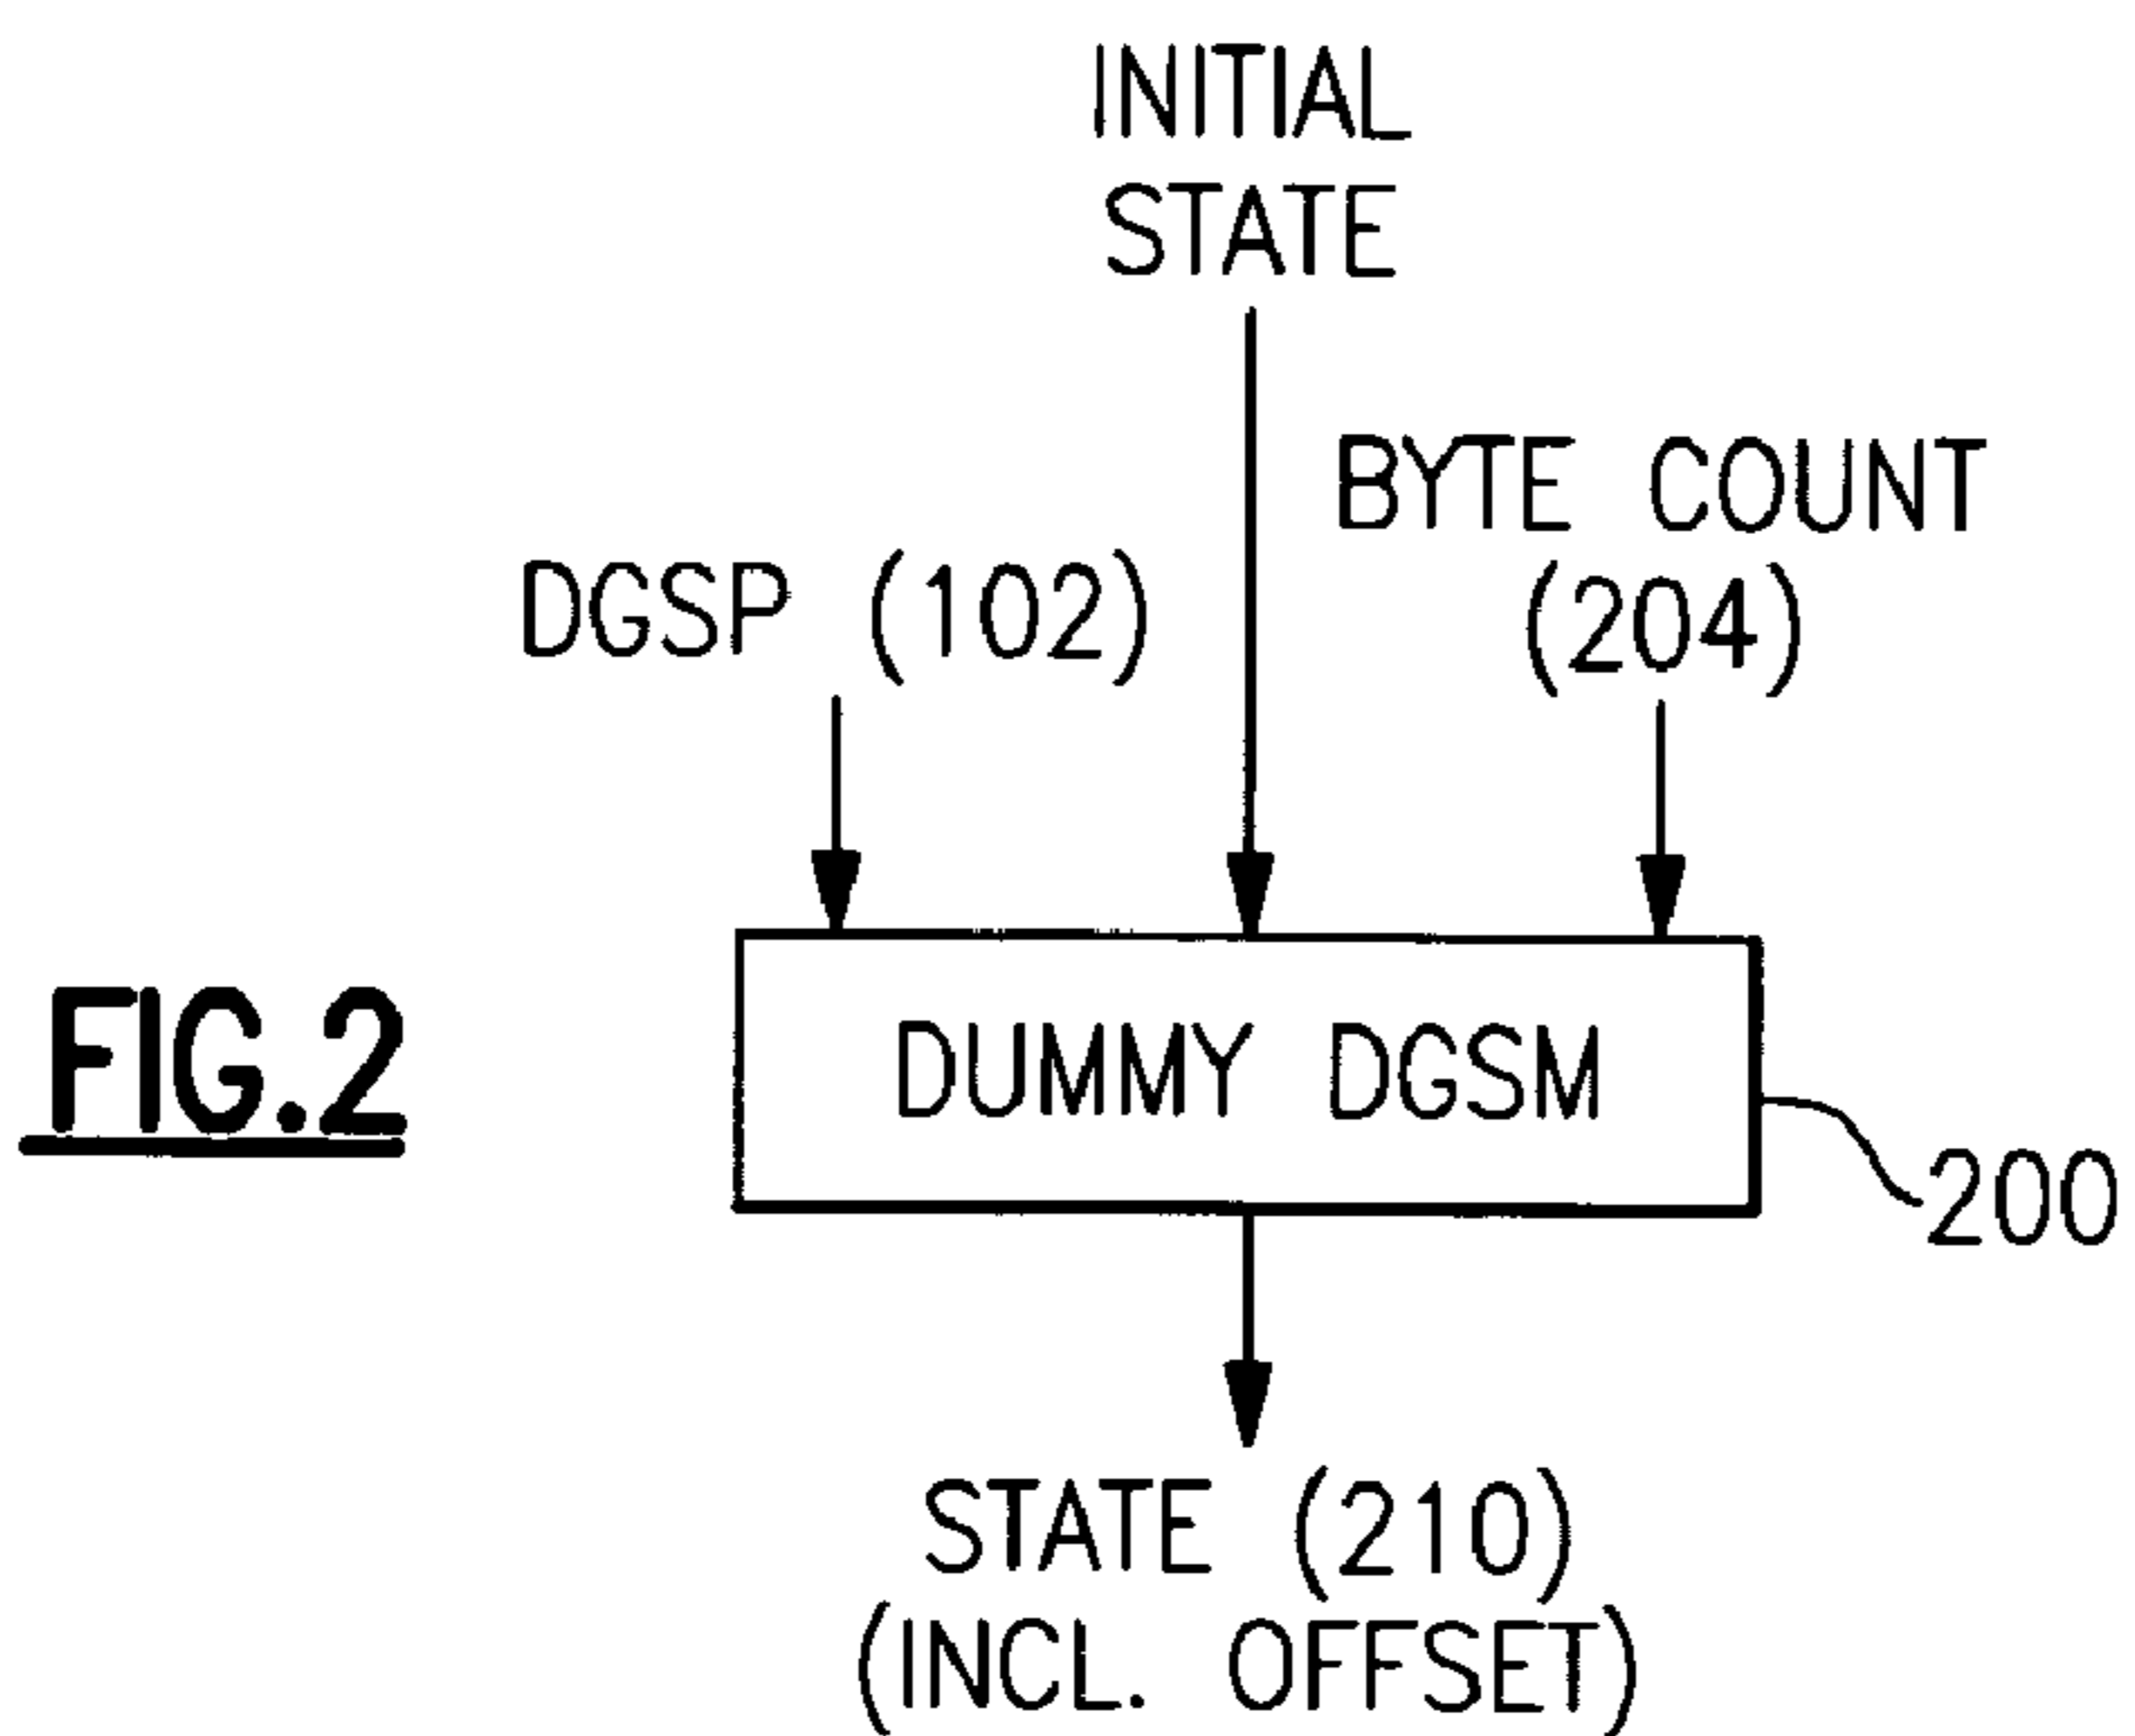 INITIAL
STATE
BYTE COUNT
(204)
DGSP (102)
FIG.2
DUMMY DGSM
200
STATE (210)
(INCL. OFFSET)